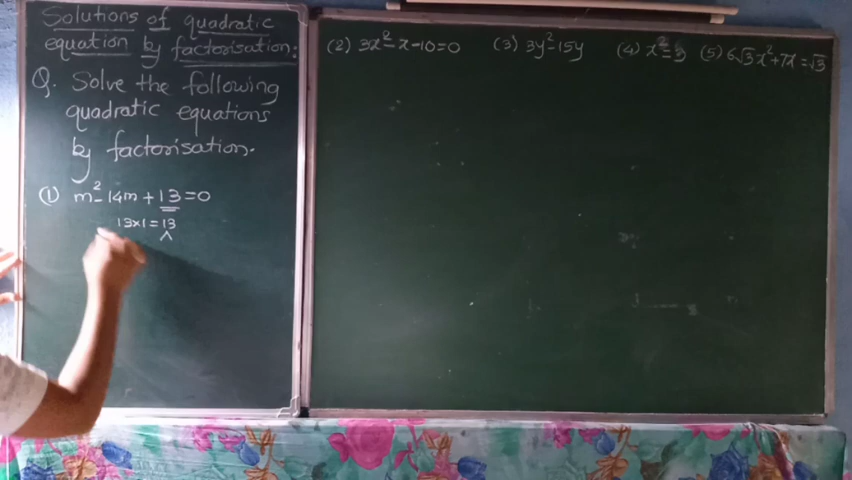 Solutions of quadratic
equation by factorisation:
Q. Solve the following
quadratic equations
by factorisation.
(1) m²-14m+13=0
13×1=13
(2) 3x²-x-10=0 (3) 3y²=15y (4) x²=3 (5) 6√3x²+7x=√3